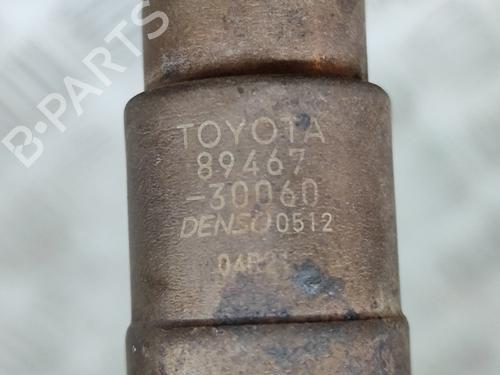 B-PARTS
TOYOTA
89467
-30060
DENSO 0512